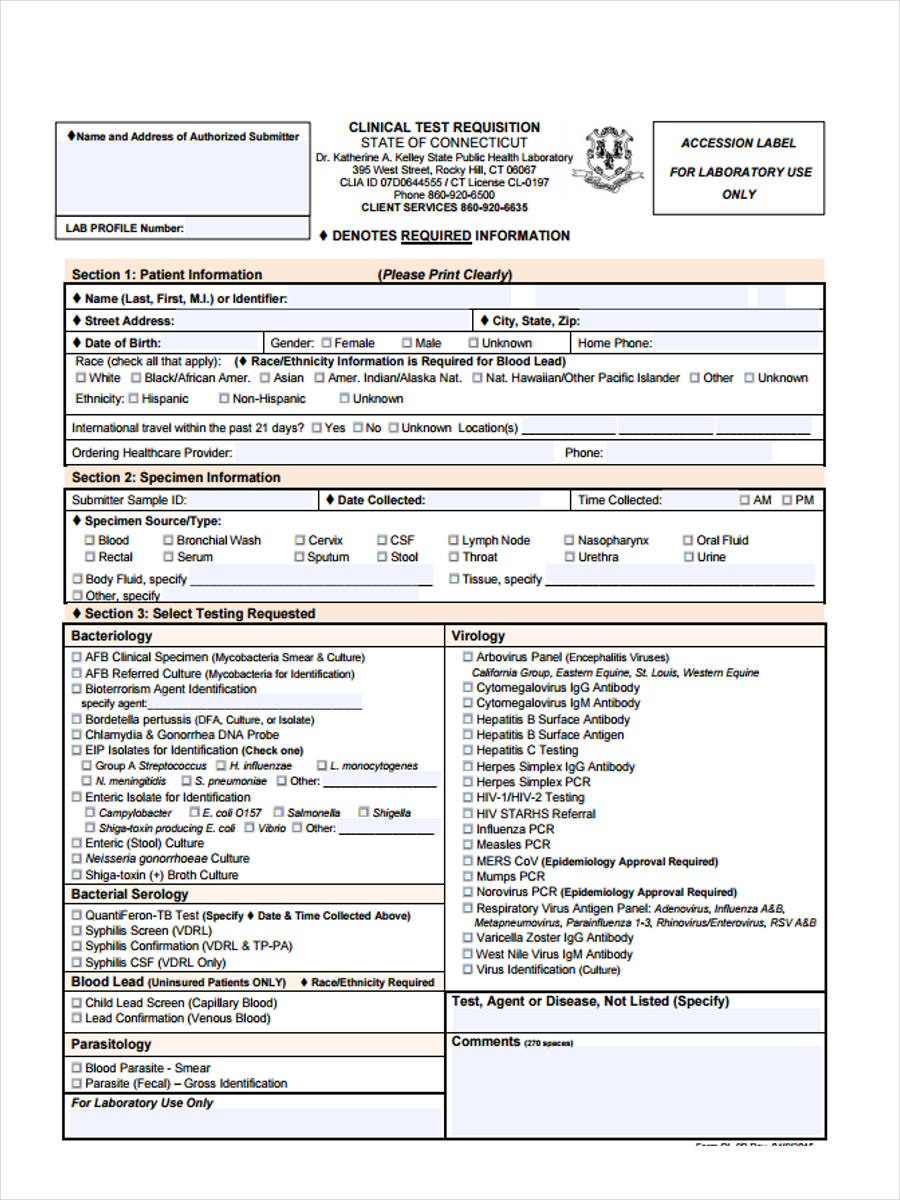 ♦Name and Address of Authorized Submitter
LAB PROFILE Number:
CLINICAL TEST REQUISITION
STATE OF CONNECTICUT
Dr. Katherine A. Kelley State Public Health Laboratory
395 West Street, Rocky Hill, CT 06067
CLIA ID 07D0644555 / CT License CL-0197
Phone 860-920-6500
CLIENT SERVICES 860-920-6635
♦ DENOTES REQUIRED INFORMATION
ACCESSION LABEL
FOR LABORATORY USE
ONLY
Section 1: Patient Information (Please Print Clearly)
♦ Name (Last, First, M.I.) or Identifier:
♦ Street Address: ♦ City, State, Zip:
♦ Date of Birth: Gender: ☐ Female ☐ Male ☐ Unknown Home Phone:
Race (check all that apply): (♦ Race/Ethnicity Information is Required for Blood Lead)
☐ White ☐ Black/African Amer. ☐ Asian ☐ Amer. Indian/Alaska Nat. ☐ Nat. Hawaiian/Other Pacific Islander ☐ Other ☐ Unknown
Ethnicity: ☐ Hispanic ☐ Non-Hispanic ☐ Unknown
International travel within the past 21 days? ☐ Yes ☐ No ☐ Unknown Location(s) ______________ ______________ ______________
Ordering Healthcare Provider: Phone:
Section 2: Specimen Information
Submitter Sample ID: ♦ Date Collected: Time Collected: ☐ AM ☐ PM
♦ Specimen Source/Type:
☐ Blood ☐ Bronchial Wash ☐ Cervix ☐ CSF ☐ Lymph Node ☐ Nasopharynx ☐ Oral Fluid
☐ Rectal ☐ Serum ☐ Sputum ☐ Stool ☐ Throat ☐ Urethra ☐ Urine
☐ Body Fluid, specify ______________ ☐ Tissue, specify ______________
☐ Other, specify
♦ Section 3: Select Testing Requested
Bacteriology
☐ AFB Clinical Specimen (Mycobacteria Smear & Culture)
☐ AFB Referred Culture (Mycobacteria for Identification)
☐ Bioterrorism Agent Identification
specify agent:______________
☐ Bordetella pertussis (DFA, Culture, or Isolate)
☐ Chlamydia & Gonorrhea DNA Probe
☐ EIP Isolates for Identification (Check one)
☐ Group A Streptococcus ☐ H. influenzae ☐ L. monocytogenes
☐ N. meningitidis ☐ S. pneumoniae ☐ Other: ______________
☐ Enteric Isolate for Identification
☐ Campylobacter ☐ E. coli O157 ☐ Salmonella ☐ Shigella
☐ Shiga-toxin producing E. coli ☐ Vibrio ☐ Other: ______________
☐ Enteric (Stool) Culture
☐ Neisseria gonorrhoeae Culture
☐ Shiga-toxin (+) Broth Culture
Bacterial Serology
☐ QuantiFeron-TB Test (Specify ♦ Date & Time Collected Above)
☐ Syphilis Screen (VDRL)
☐ Syphilis Confirmation (VDRL & TP-PA)
☐ Syphilis CSF (VDRL Only)
Blood Lead (Uninsured Patients ONLY) ♦ Race/Ethnicity Required
☐ Child Lead Screen (Capillary Blood)
☐ Lead Confirmation (Venous Blood)
Parasitology
☐ Blood Parasite - Smear
☐ Parasite (Fecal) – Gross Identification
For Laboratory Use Only
Virology
☐ Arbovirus Panel (Encephalitis Viruses)
California Group, Eastern Equine, St. Louis, Western Equine
☐ Cytomegalovirus IgG Antibody
☐ Cytomegalovirus IgM Antibody
☐ Hepatitis B Surface Antibody
☐ Hepatitis B Surface Antigen
☐ Hepatitis C Testing
☐ Herpes Simplex IgG Antibody
☐ Herpes Simplex PCR
☐ HIV-1/HIV-2 Testing
☐ HIV STARHS Referral
☐ Influenza PCR
☐ Measles PCR
☐ MERS CoV (Epidemiology Approval Required)
☐ Mumps PCR
☐ Norovirus PCR (Epidemiology Approval Required)
☐ Respiratory Virus Antigen Panel: Adenovirus, Influenza A&B,
Metapneumovirus, Parainfluenza 1-3, Rhinovirus/Enterovirus, RSV A&B
☐ Varicella Zoster IgG Antibody
☐ West Nile Virus IgM Antibody
☐ Virus Identification (Culture)
Test, Agent or Disease, Not Listed (Specify)
Comments (270 spaces)